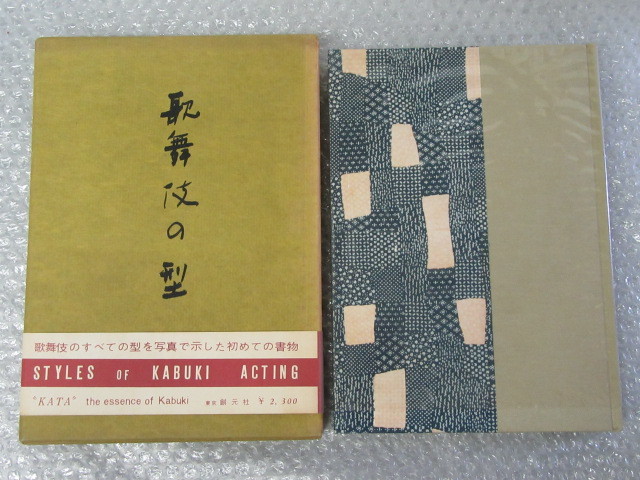 歌舞伎の型
歌舞伎のすべての型を写真で示した初めての書物
STYLES OF KABUKI ACTING
"KATA" the essence of Kabuki 東京 創元社 ¥ 2,300